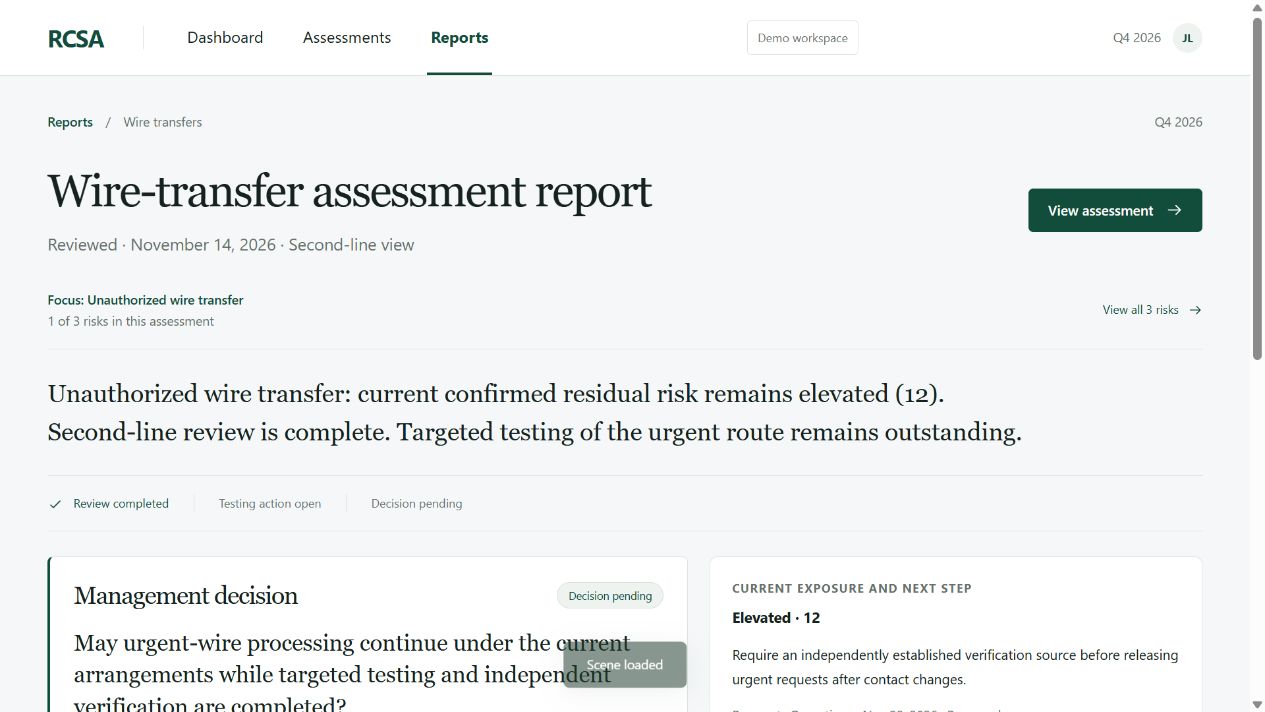 RCSA
Dashboard
Assessments
Reports
Demo workspace
Q4 2026
JL
Reports / Wire transfers
Q4 2026
Wire-transfer assessment report
View assessment →
Reviewed · November 14, 2026 · Second-line view
Focus: Unauthorized wire transfer
1 of 3 risks in this assessment
View all 3 risks →
Unauthorized wire transfer: current confirmed residual risk remains elevated (12).
Second-line review is complete. Targeted testing of the urgent route remains outstanding.
✓ Review completed
Testing action open
Decision pending
Management decision
Decision pending
May urgent-wire processing continue under the current
arrangements while targeted testing and independent
verification are completed?
Scene loaded
CURRENT EXPOSURE AND NEXT STEP
Elevated · 12
Require an independently established verification source before releasing
urgent requests after contact changes.